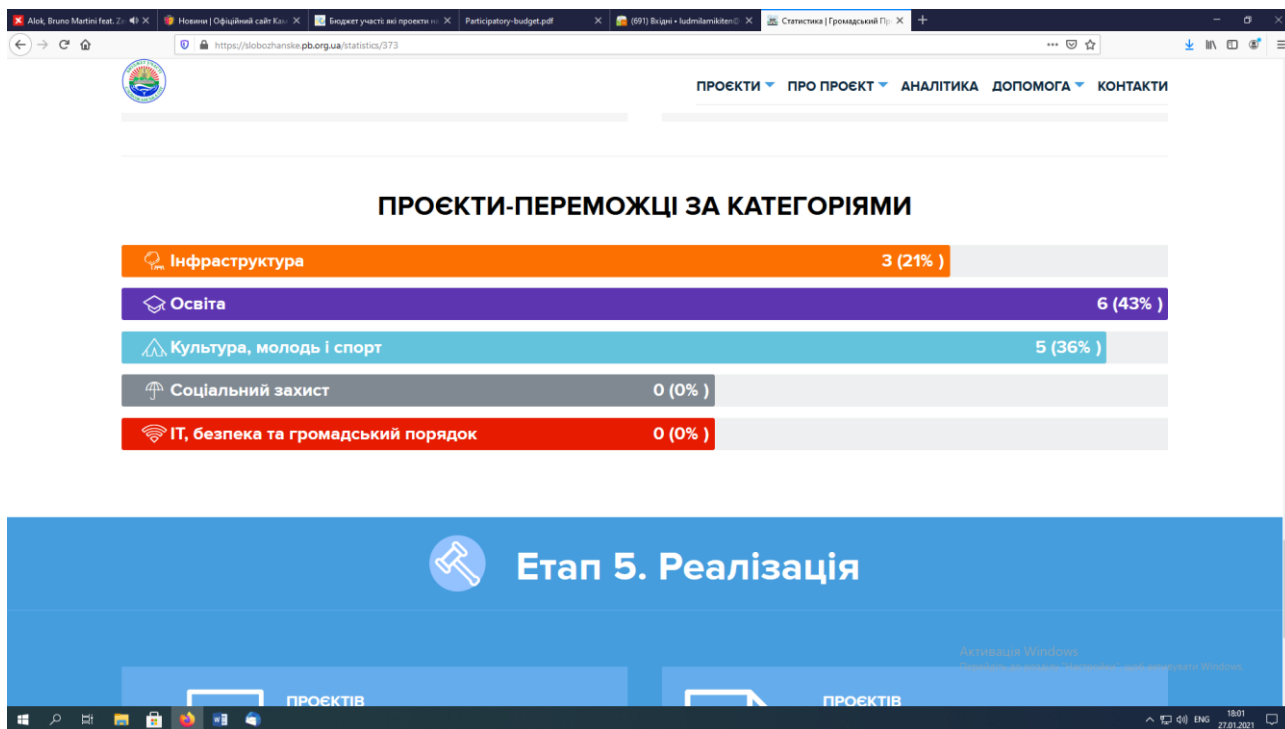 Alok, Bruno Martini feat. Ze
Новини | Офіційний сайт Кам
Бюджет участі: які проекти на
Participatory-budget.pdf
(691) Вхідні • ludmilamikiten@
Статистика | Громадський Пр
https://slobozhanske.pb.org.ua/statistics/373
ПРОЄКТИ ПРО ПРОЄКТ АНАЛІТИКА ДОПОМОГА КОНТАКТИ
ПРОЄКТИ-ПЕРЕМОЖЦІ ЗА КАТЕГОРІЯМИ
Інфраструктура 3 (21% )
Освіта 6 (43% )
Культура, молодь і спорт 5 (36% )
Соціальний захист 0 (0% )
ІТ, безпека та громадський порядок 0 (0% )
Етап 5. Реалізація
Активація Windows
ПРОЄКТІВ ПРОЄКТІВ
ENG
18:01
27.01.2021